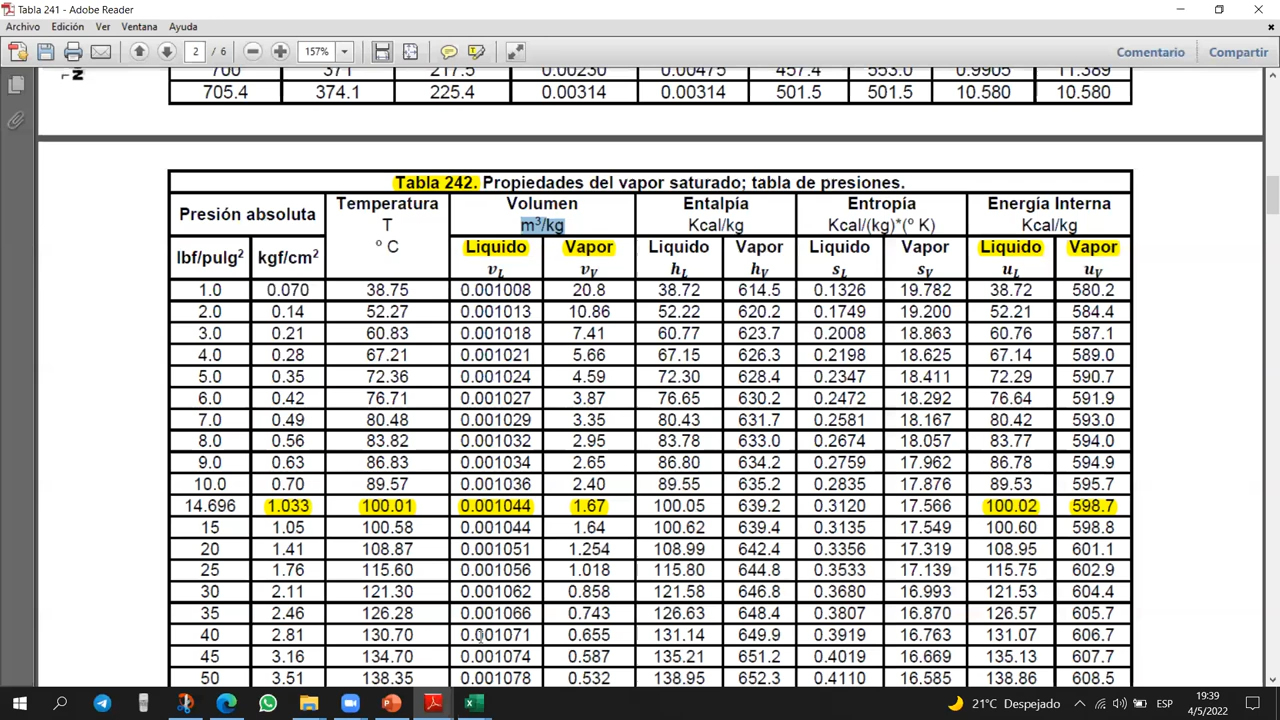 Tabla 241 - Adobe Reader
Archivo Edición Ver Ventana Ayuda
2 / 6 157% Comentario Compartir
700 371 217.5 0.00230 0.00475 457.4 553.0 0.9905 11.389
705.4 374.1 225.4 0.00314 0.00314 501.5 501.5 10.580 10.580
Tabla 242. Propiedades del vapor saturado; tabla de presiones.
Presión absoluta Temperatura Volumen Entalpía Entropía Energía Interna
T m³/kg Kcal/kg Kcal/(kg)*(º K) Kcal/kg
lbf/pulg² kgf/cm² º C Liquido Vapor Liquido Vapor Liquido Vapor Liquido Vapor
v_L v_V h_L h_V s_L s_V u_L u_V
1.0 0.070 38.75 0.001008 20.8 38.72 614.5 0.1326 19.782 38.72 580.2
2.0 0.14 52.27 0.001013 10.86 52.22 620.2 0.1749 19.200 52.21 584.4
3.0 0.21 60.83 0.001018 7.41 60.77 623.7 0.2008 18.863 60.76 587.1
4.0 0.28 67.21 0.001021 5.66 67.15 626.3 0.2198 18.625 67.14 589.0
5.0 0.35 72.36 0.001024 4.59 72.30 628.4 0.2347 18.411 72.29 590.7
6.0 0.42 76.71 0.001027 3.87 76.65 630.2 0.2472 18.292 76.64 591.9
7.0 0.49 80.48 0.001029 3.35 80.43 631.7 0.2581 18.167 80.42 593.0
8.0 0.56 83.82 0.001032 2.95 83.78 633.0 0.2674 18.057 83.77 594.0
9.0 0.63 86.83 0.001034 2.65 86.80 634.2 0.2759 17.962 86.78 594.9
10.0 0.70 89.57 0.001036 2.40 89.55 635.2 0.2835 17.876 89.53 595.7
14.696 1.033 100.01 0.001044 1.67 100.05 639.2 0.3120 17.566 100.02 598.7
15 1.05 100.58 0.001044 1.64 100.62 639.4 0.3135 17.549 100.60 598.8
20 1.41 108.87 0.001051 1.254 108.99 642.4 0.3356 17.319 108.95 601.1
25 1.76 115.60 0.001056 1.018 115.80 644.8 0.3533 17.139 115.75 602.9
30 2.11 121.30 0.001062 0.858 121.58 646.8 0.3680 16.993 121.53 604.4
35 2.46 126.28 0.001066 0.743 126.63 648.4 0.3807 16.870 126.57 605.7
40 2.81 130.70 0.001071 0.655 131.14 649.9 0.3919 16.763 131.07 606.7
45 3.16 134.70 0.001074 0.587 135.21 651.2 0.4019 16.669 135.13 607.7
50 3.51 138.35 0.001078 0.532 138.95 652.3 0.4110 16.585 138.86 608.5
21°C Despejado ESP 19:39
4/5/2022